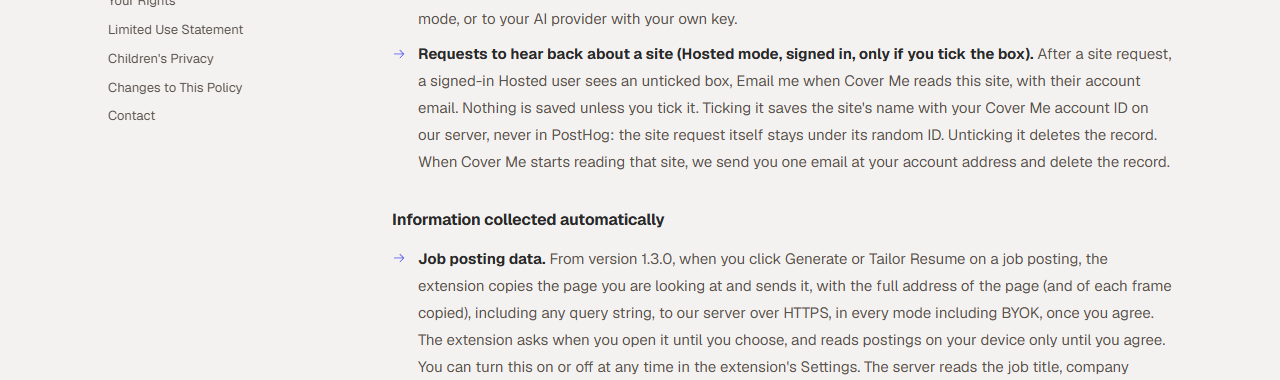 Your Rights
Limited Use Statement
Children's Privacy
Changes to This Policy
Contact
mode, or to your AI provider with your own key.
→ Requests to hear back about a site (Hosted mode, signed in, only if you tick the box). After a site request,
a signed-in Hosted user sees an unticked box, Email me when Cover Me reads this site, with their account
email. Nothing is saved unless you tick it. Ticking it saves the site's name with your Cover Me account ID on
our server, never in PostHog: the site request itself stays under its random ID. Unticking it deletes the record.
When Cover Me starts reading that site, we send you one email at your account address and delete the record.
Information collected automatically
→ Job posting data. From version 1.3.0, when you click Generate or Tailor Resume on a job posting, the
extension copies the page you are looking at and sends it, with the full address of the page (and of each frame
copied), including any query string, to our server over HTTPS, in every mode including BYOK, once you agree.
The extension asks when you open it until you choose, and reads postings on your device only until you agree.
You can turn this on or off at any time in the extension's Settings. The server reads the job title, company